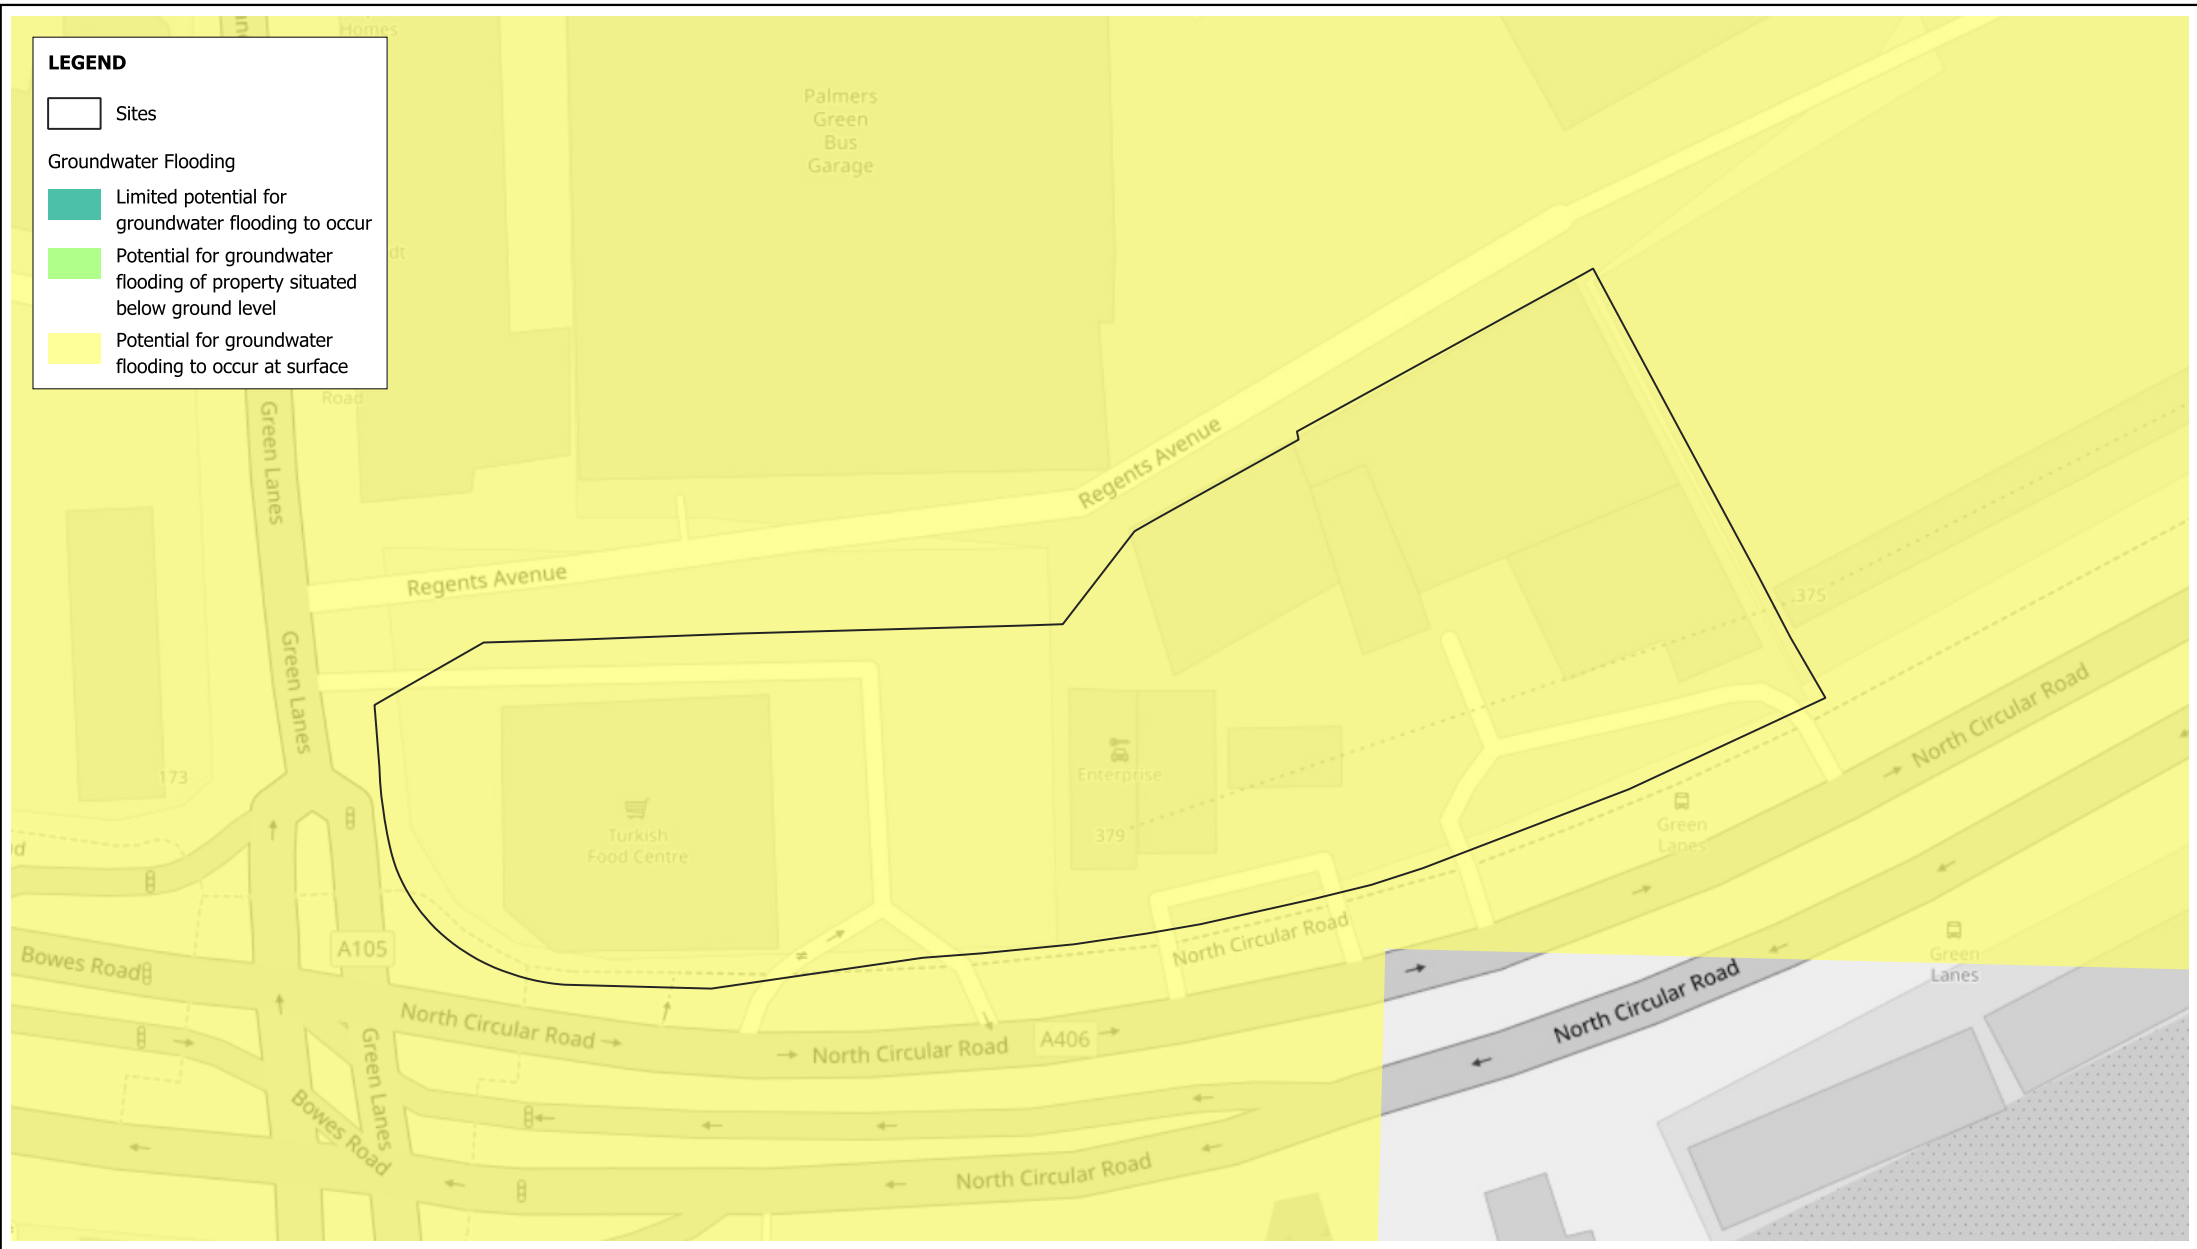 Homes
LEGEND
Sites
Groundwater Flooding
Limited potential for
groundwater flooding to occur
Potential for groundwater
flooding of property situated
below ground level
Potential for groundwater
flooding to occur at surface
Palmers
Green
Bus
Garage
Road
Green Lanes
Regents Avenue
Regents Avenue
Green Lanes
375
173
Enterprise
379
Turkish
Food Centre
Green
Lanes
North Circular Road
Bowes Road
A105
North Circular Road
North Circular Road
North Circular Road
A406
Green Lanes
Bowes Road
North Circular Road
North Circular Road
Green
Lanes